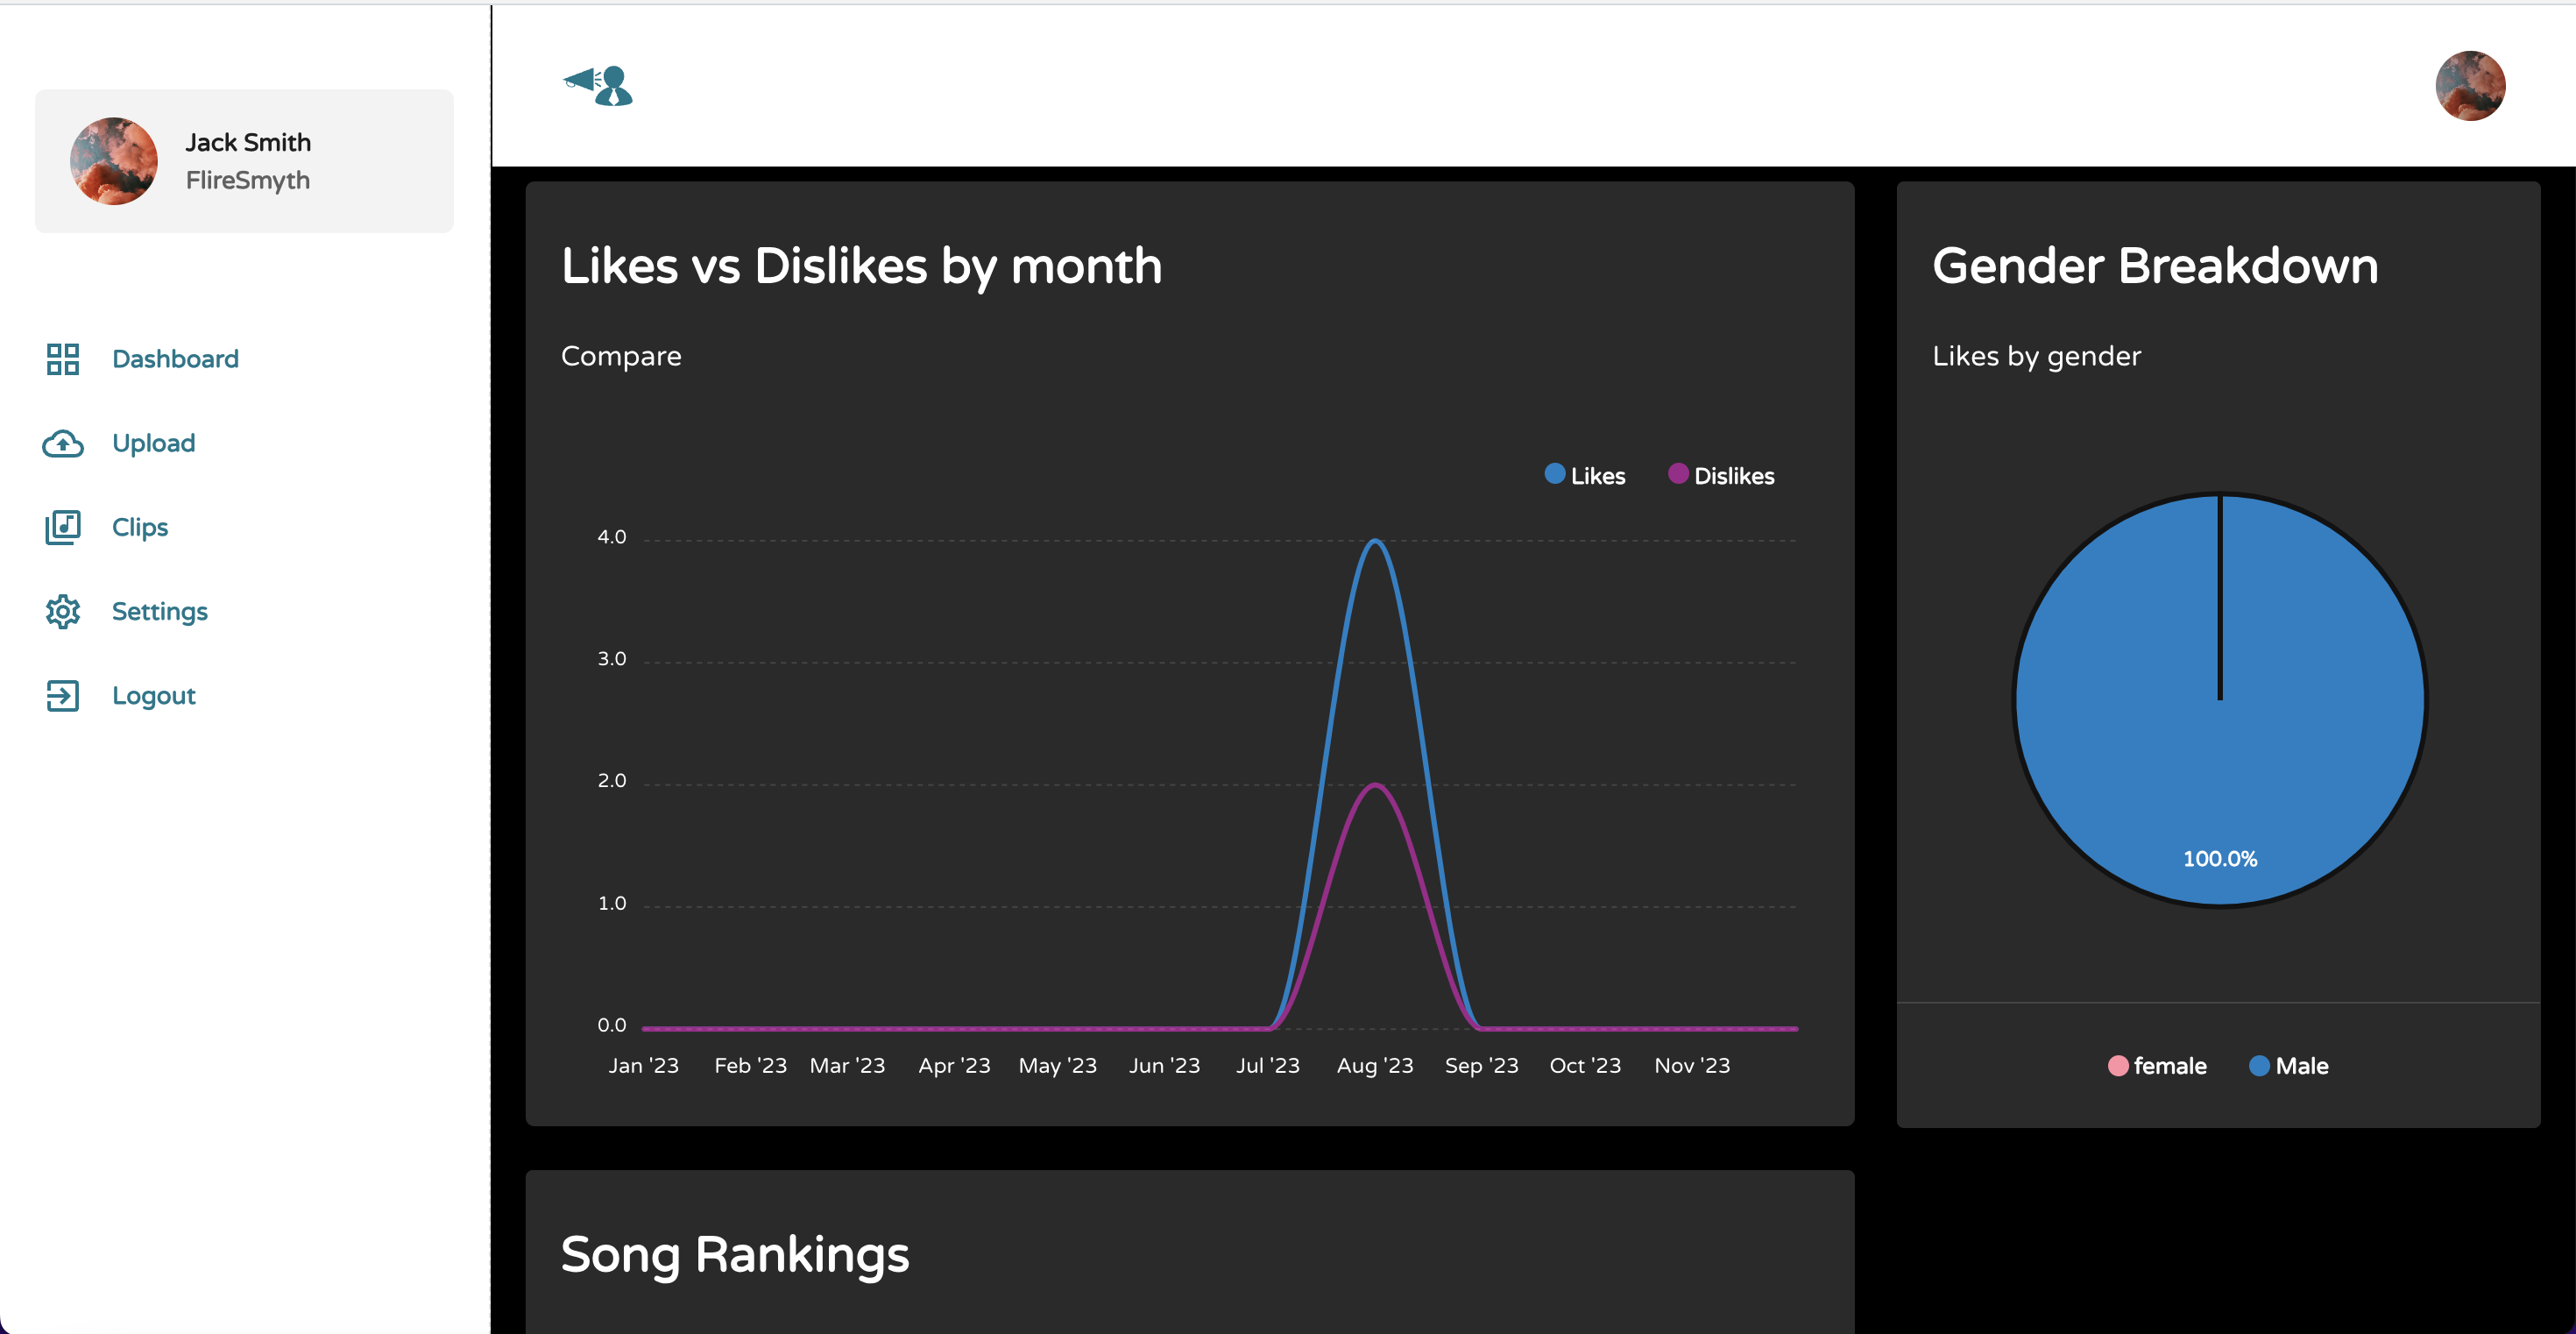 Jack Smith
FlireSmyth
Dashboard
Upload
Clips
Settings
Logout
Likes vs Dislikes by month
Compare
Likes Dislikes
4.0
3.0
2.0
1.0
0.0
Jan '23 Feb '23 Mar '23 Apr '23 May '23 Jun '23 Jul '23 Aug '23 Sep '23 Oct '23 Nov '23
Gender Breakdown
Likes by gender
100.0%
female Male
Song Rankings